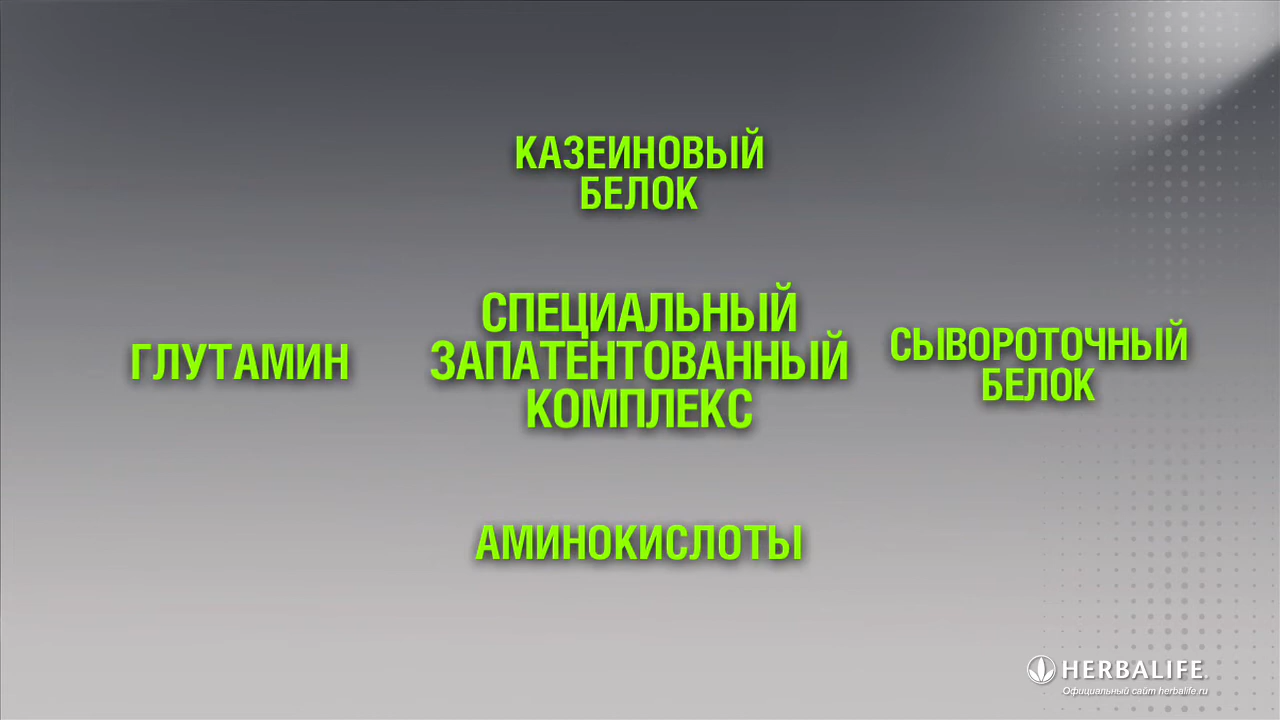 КАЗЕИНОВЫЙ
БЕЛОК
СПЕЦИАЛЬНЫЙ
ЗАПАТЕНТОВАННЫЙ
КОМПЛЕКС
ГЛУТАМИН
СЫВОРОТОЧНЫЙ
БЕЛОК
АМИНОКИСЛОТЫ
HERBALIFE.
Официальный сайт herbalife.ru